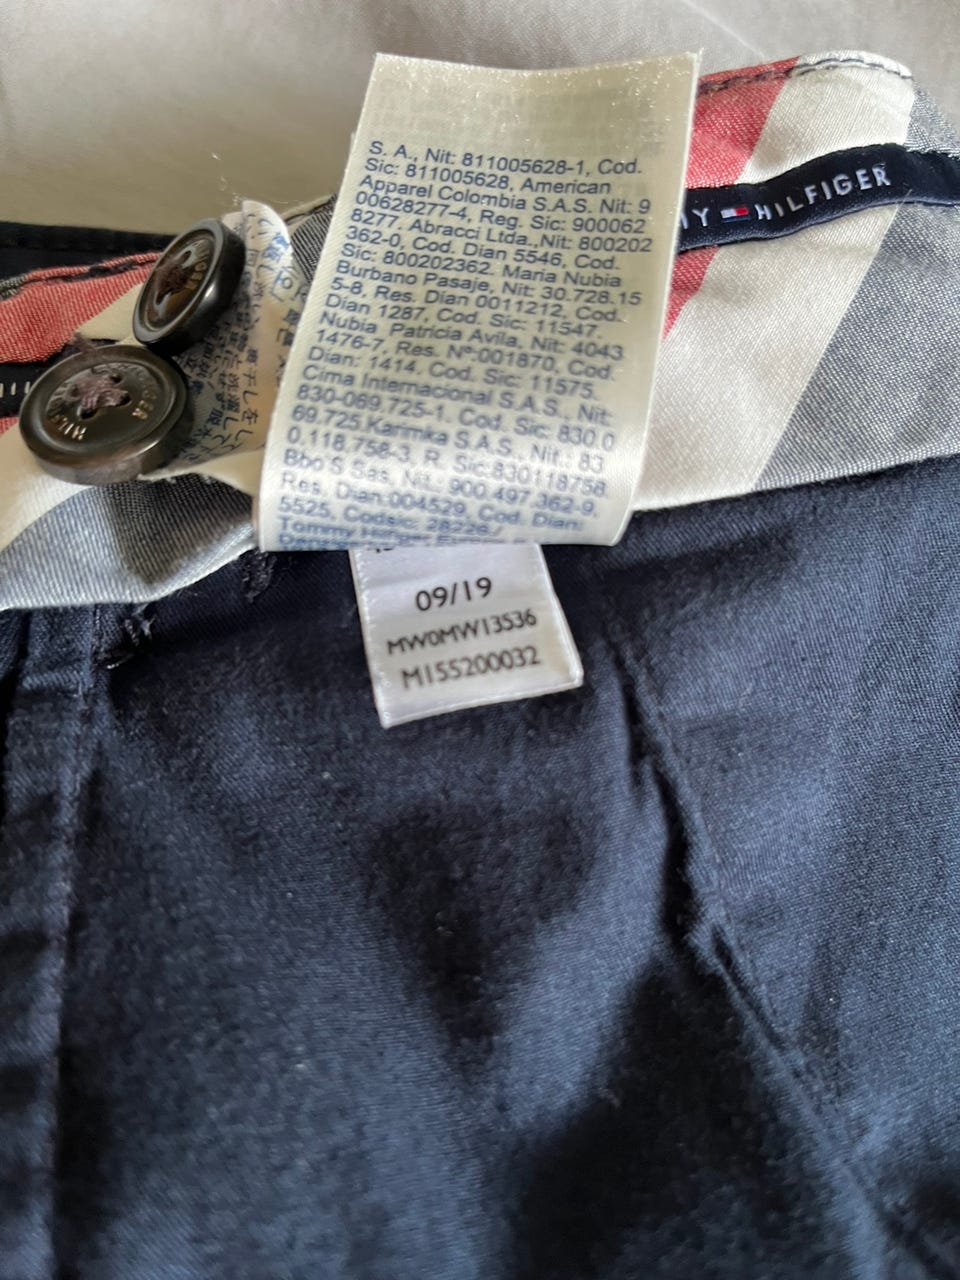 S. A., Nit: 811005628-1, Cod.
Sic: 811005628, American
Apparel Colombia S.A.S. Nit: 9
00628277-4, Reg. Sic: 900062
8277, Abracci Ltda., Nit: 800202
362-0, Cod. Dian 5546, Cod.
Sic: 800202362. Maria Nubia
Burbano Pasaje, Nit: 30.728.15
5-8, Res. Dian 0011212, Cod.
Dian 1287, Cod. Sic: 11547.
Nubia Patricia Avila, Nit: 4043
1476-7, Res. Nº:001870, Cod.
Dian: 1414, Cod. Sic: 11575.
Cima Internacional S.A.S., Nit:
830-069.725-1, Cod. Sic: 830.0
69.725.Karimka S.A.S., Nit.: 83
0.118.758-3, R. Sic:830118758
Bbo'S Sas, Nit.: 900.497.362-9,
Res. Dian:004529, Cod. Dian:
5525, Codsic: 28226/
Tommy Hilfiger
HILFIGER
09/19
MW0MW13536
M155200032